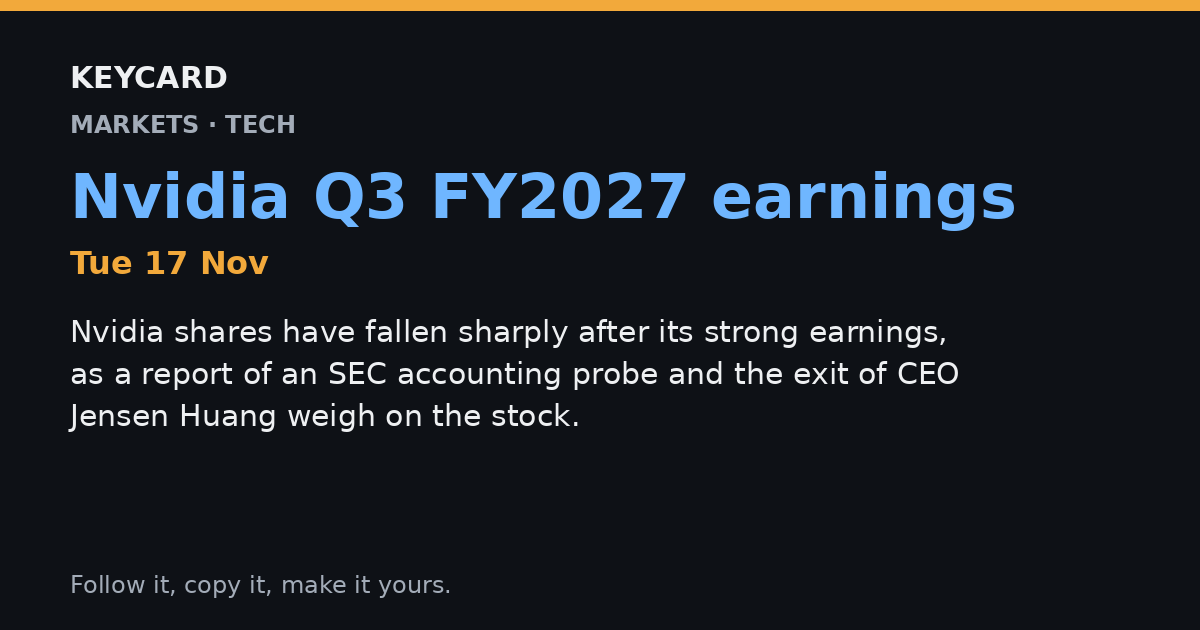 KEYCARD
MARKETS · TECH
Nvidia Q3 FY2027 earnings
Tue 17 Nov
Nvidia shares have fallen sharply after its strong earnings,
as a report of an SEC accounting probe and the exit of CEO
Jensen Huang weigh on the stock.
Follow it, copy it, make it yours.